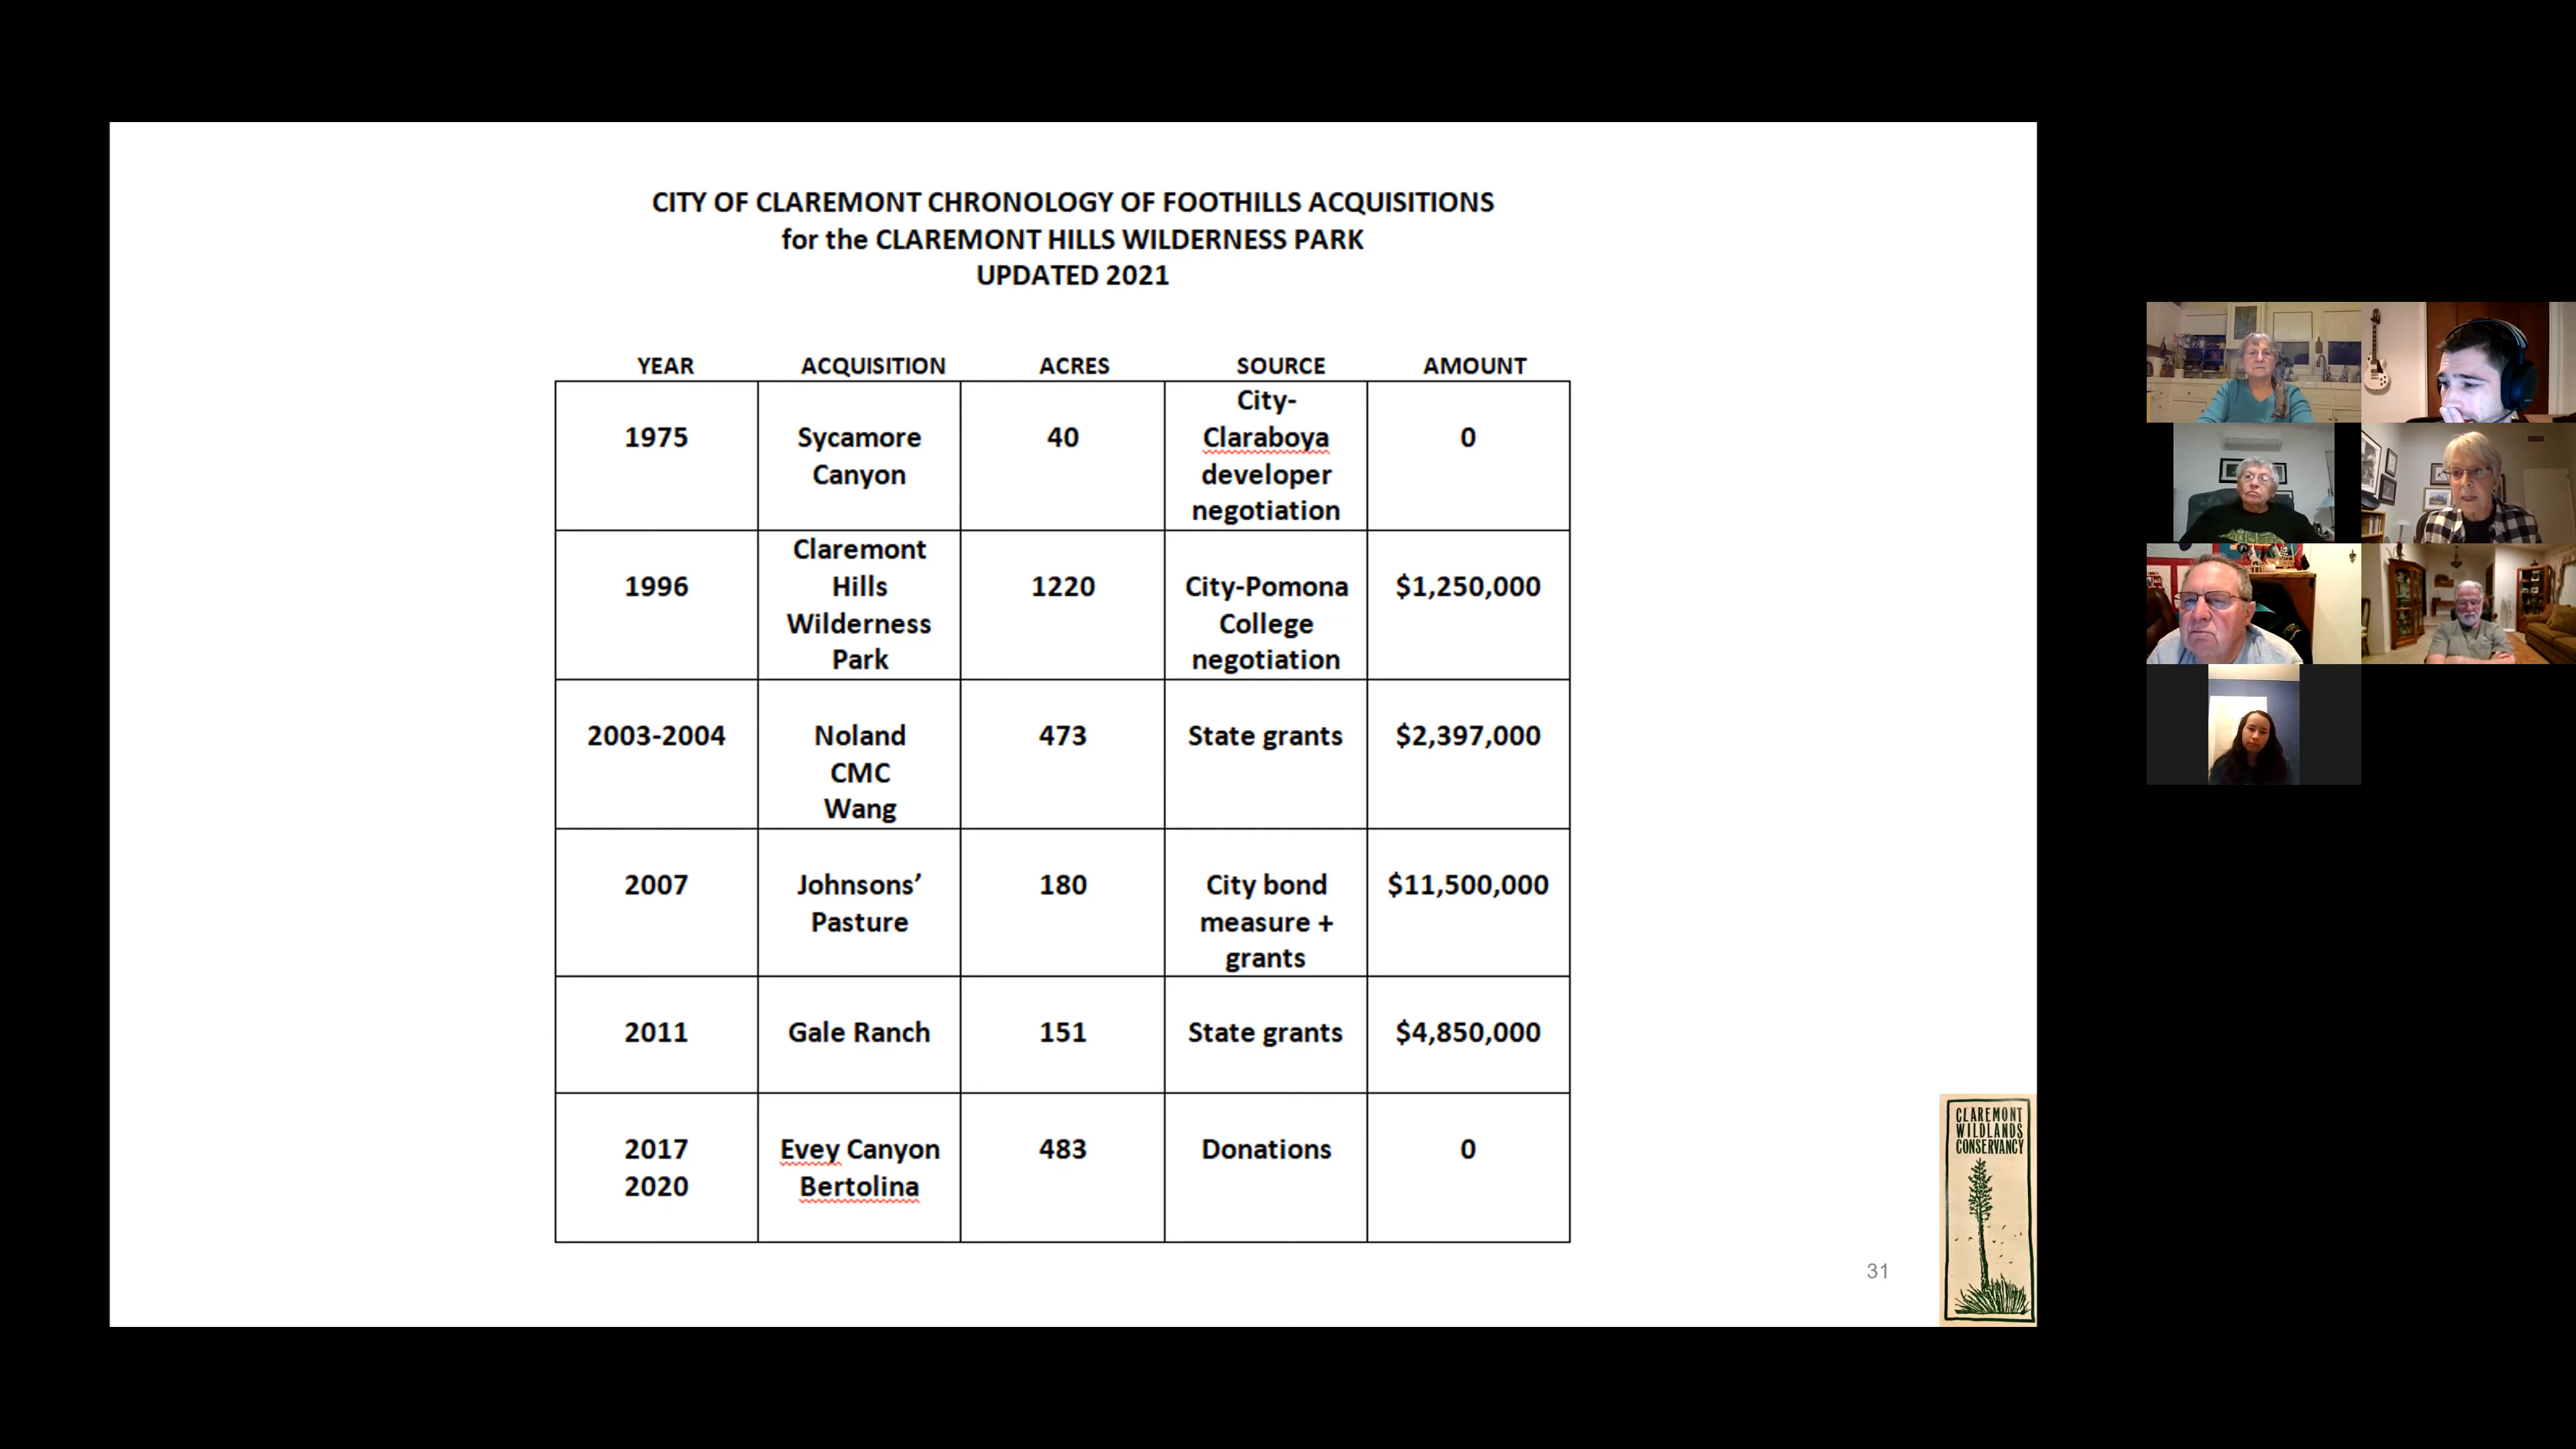 CITY OF CLAREMONT CHRONOLOGY OF FOOTHILLS ACQUISITIONS
for the CLAREMONT HILLS WILDERNESS PARK
UPDATED 2021
YEAR ACQUISITION ACRES SOURCE AMOUNT
1975
Sycamore
Canyon
40
City-
Claraboya
developer
negotiation
0
1996
Claremont
Hills
Wilderness
Park
1220
City-Pomona
College
negotiation
$1,250,000
2003-2004
Noland
CMC
Wang
473
State grants
$2,397,000
2007
Johnsons’
Pasture
180
City bond
measure +
grants
$11,500,000
2011
Gale Ranch
151
State grants
$4,850,000
2017
2020
Evey Canyon
Bertolina
483
Donations
0
31
CLAREMONT
WILDLANDS
CONSERVANCY